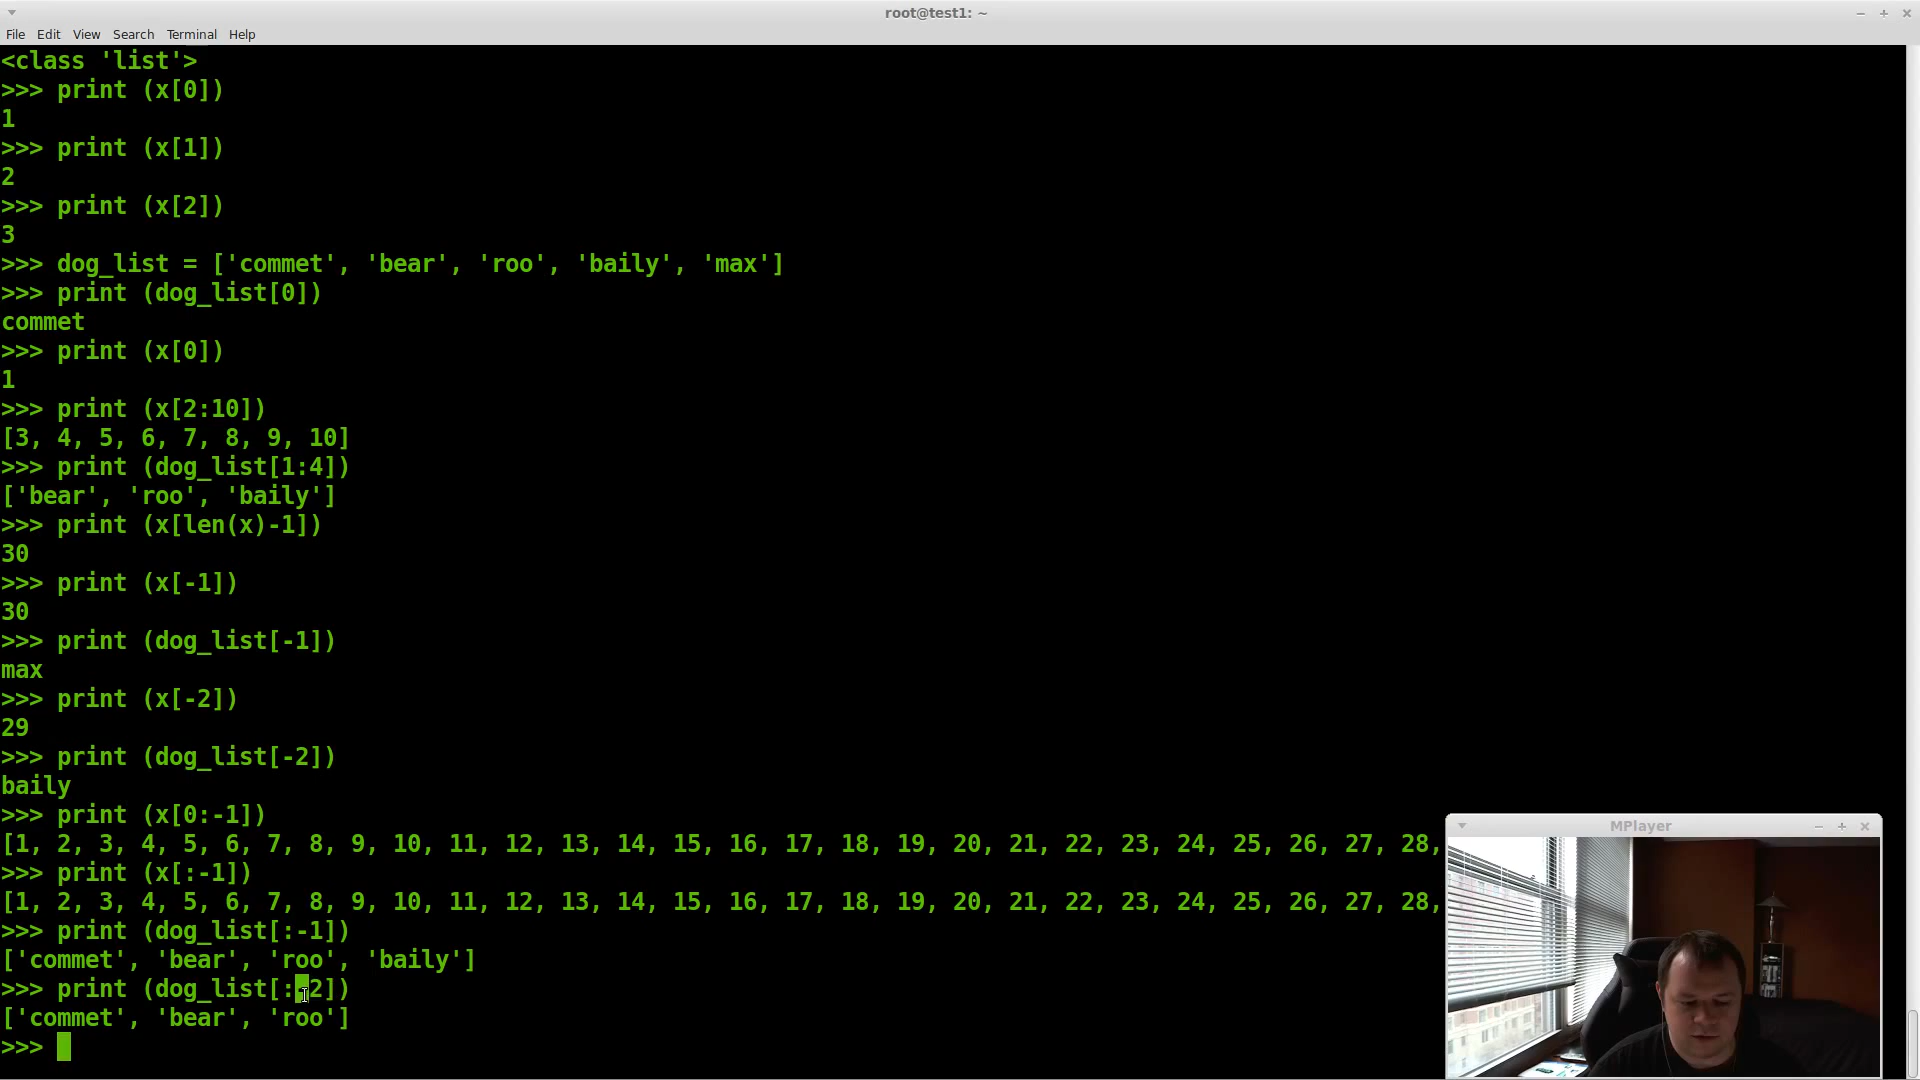 root@test1: ~
File Edit View Search Terminal Help
<class 'list'>
>>> print (x[0])
1
>>> print (x[1])
2
>>> print (x[2])
3
>>> dog_list = ['commet', 'bear', 'roo', 'baily', 'max']
>>> print (dog_list[0])
commet
>>> print (x[0])
1
>>> print (x[2:10])
[3, 4, 5, 6, 7, 8, 9, 10]
>>> print (dog_list[1:4])
['bear', 'roo', 'baily']
>>> print (x[len(x)-1])
30
>>> print (x[-1])
30
>>> print (dog_list[-1])
max
>>> print (x[-2])
29
>>> print (dog_list[-2])
baily
>>> print (x[0:-1])
[1, 2, 3, 4, 5, 6, 7, 8, 9, 10, 11, 12, 13, 14, 15, 16, 17, 18, 19, 20, 21, 22, 23, 24, 25, 26, 27, 28,
>>> print (x[:-1])
[1, 2, 3, 4, 5, 6, 7, 8, 9, 10, 11, 12, 13, 14, 15, 16, 17, 18, 19, 20, 21, 22, 23, 24, 25, 26, 27, 28,
>>> print (dog_list[:-1])
['commet', 'bear', 'roo', 'baily']
>>> print (dog_list[:-2])
['commet', 'bear', 'roo']
>>>
MPlayer